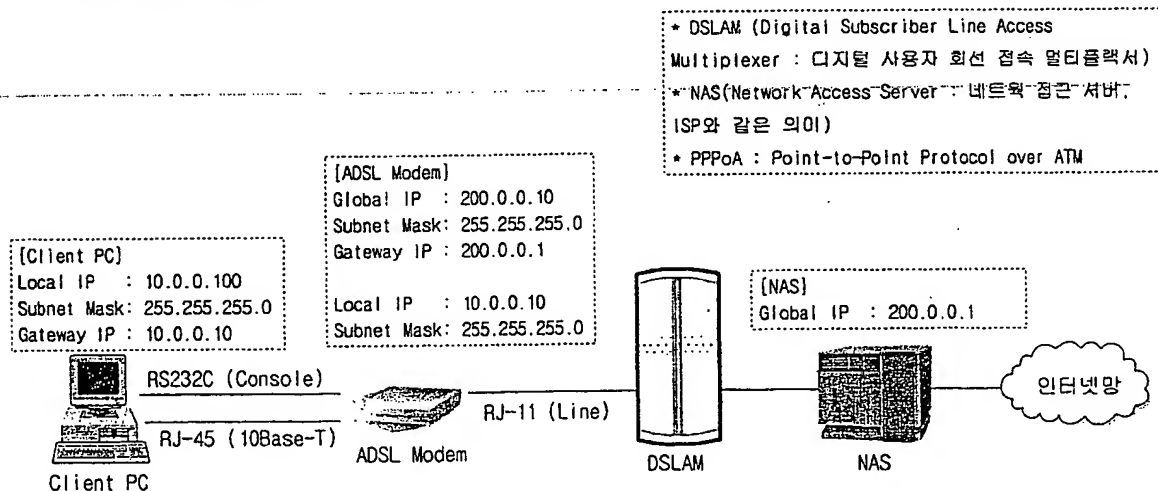 * DSLAM (Digital Subscriber Line Access
Multiplexer : 디지털 사용자 회선 접속 멀티플랙서)
* NAS(Network Access Server : 네트웍 접근 서버,
ISP와 같은 의미)
* PPPoA : Point-to-Point Protocol over ATM
[ADSL Modem]
Global IP : 200.0.0.10
Subnet Mask: 255.255.255.0
Gateway IP : 200.0.0.1
Local IP : 10.0.0.10
Subnet Mask: 255.255.255.0
[Client PC]
Local IP : 10.0.0.100
Subnet Mask: 255.255.255.0
Gateway IP : 10.0.0.10
[NAS]
Global IP : 200.0.0.1
RS232C (Console)
RJ-45 (10Base-T)
RJ-11 (Line)
인터넷망
Client PC
ADSL Modem
DSLAM
NAS